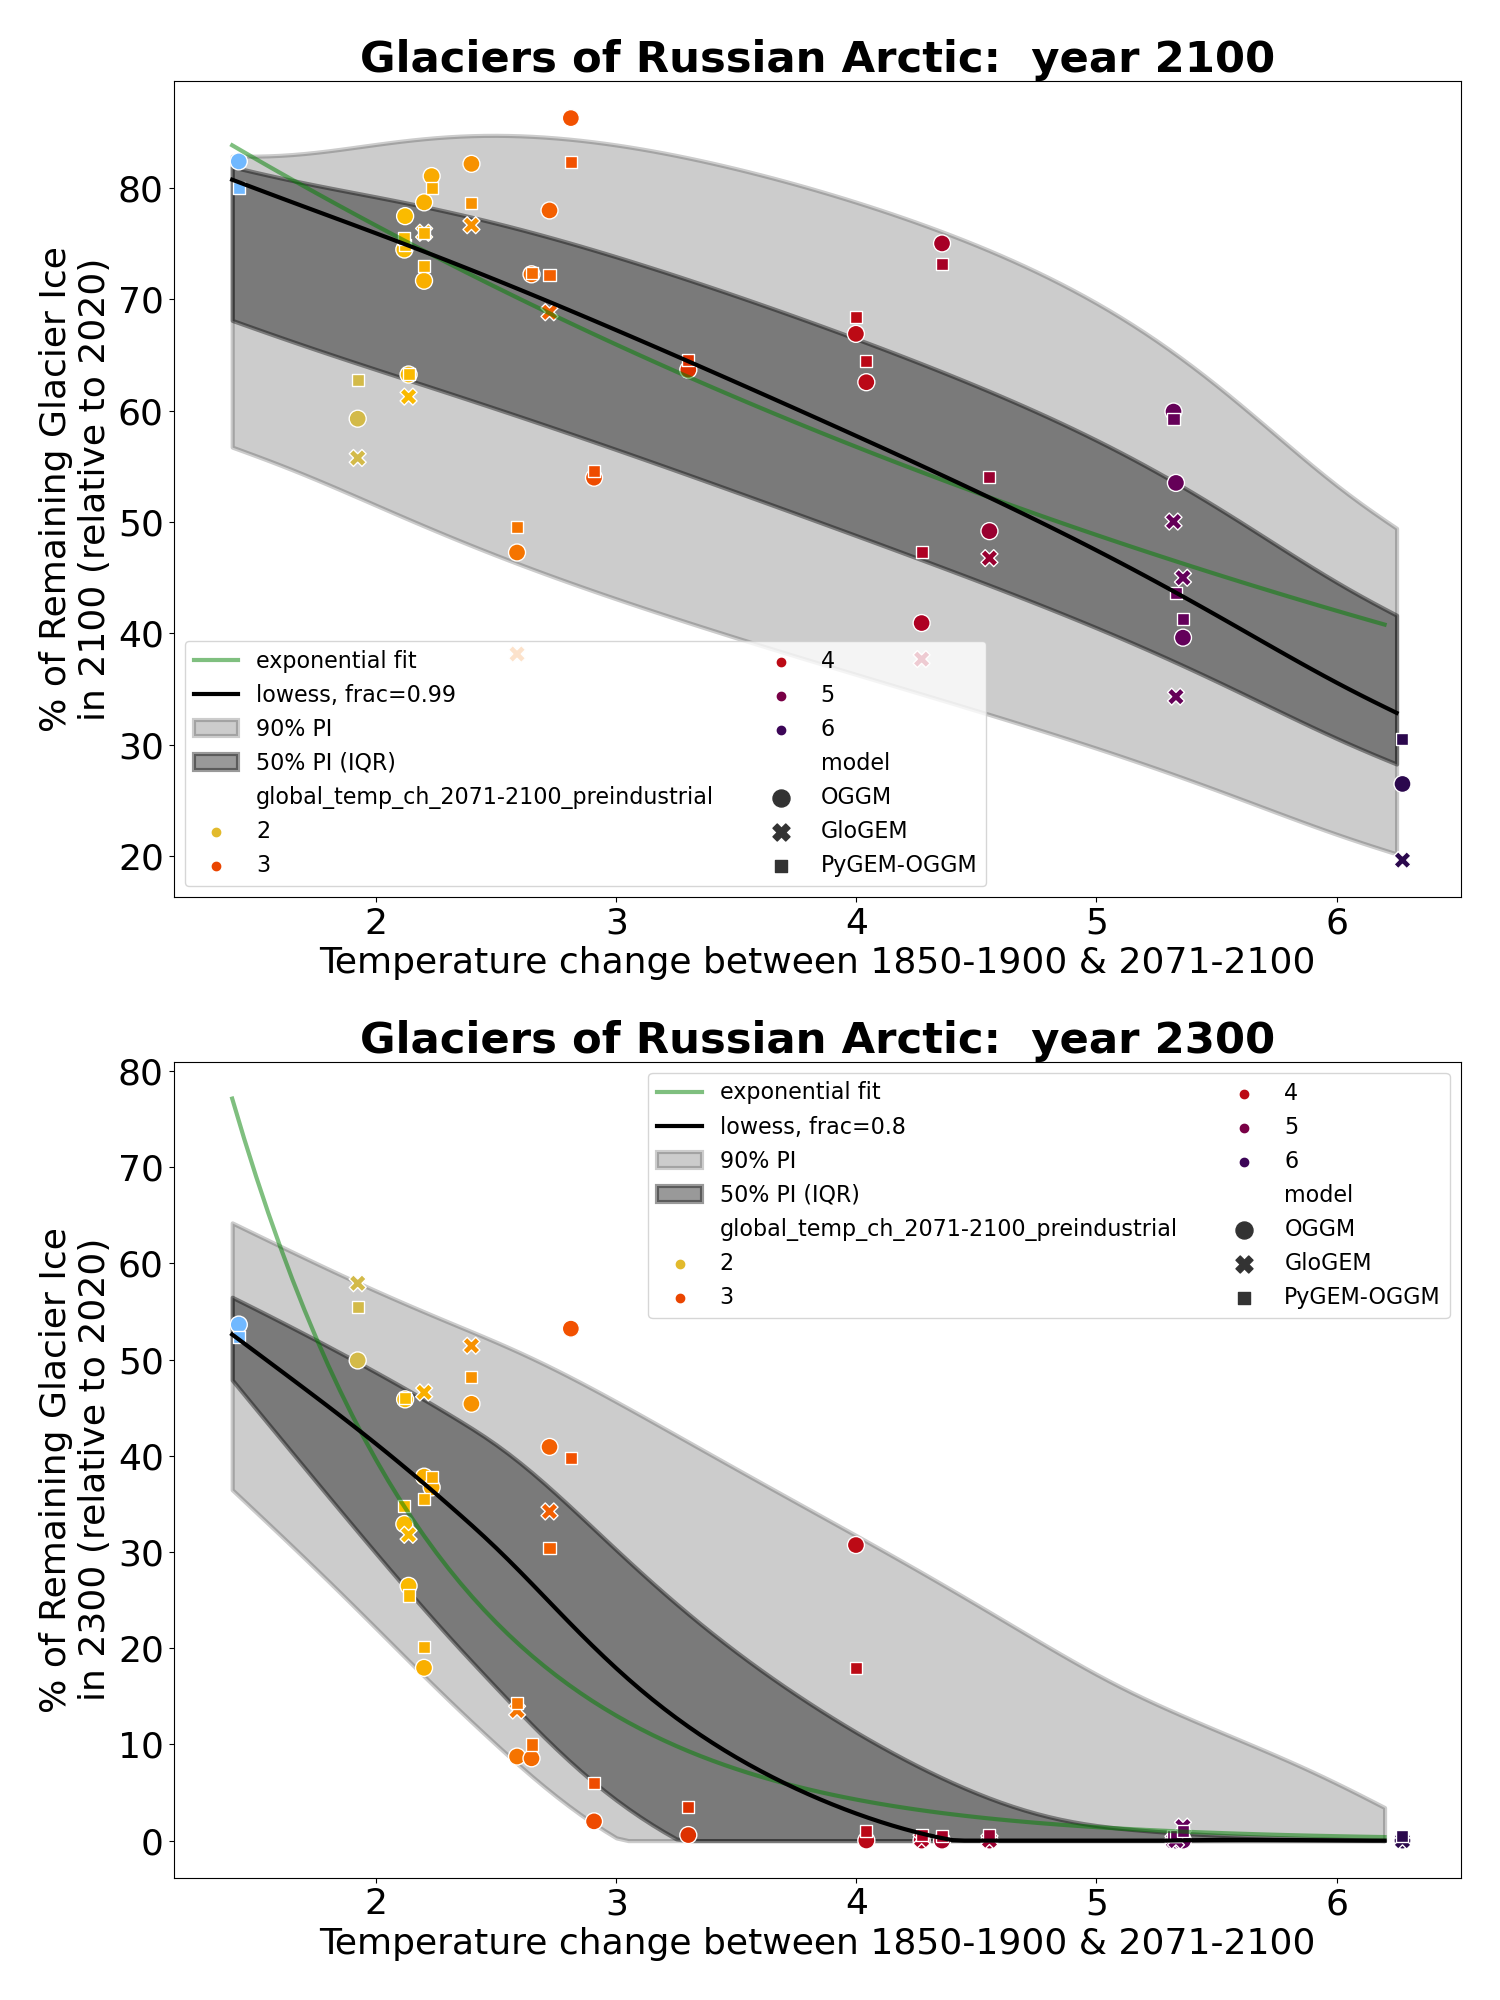 Glaciers of Russian Arctic:  year 2100
% of Remaining Glacier Ice
in 2100 (relative to 2020)
80
70
60
50
40
30
20
exponential fit
lowess, frac=0.99
90% PI
50% PI (IQR)
global_temp_ch_2071-2100_preindustrial
2
3
4
5
6
model
OGGM
GloGEM
PyGEM-OGGM
2 3 4 5 6
Temperature change between 1850-1900 & 2071-2100
Glaciers of Russian Arctic:  year 2300
% of Remaining Glacier Ice
in 2300 (relative to 2020)
80
70
60
50
40
30
20
10
0
exponential fit
lowess, frac=0.8
90% PI
50% PI (IQR)
global_temp_ch_2071-2100_preindustrial
2
3
4
5
6
model
OGGM
GloGEM
PyGEM-OGGM
2 3 4 5 6
Temperature change between 1850-1900 & 2071-2100